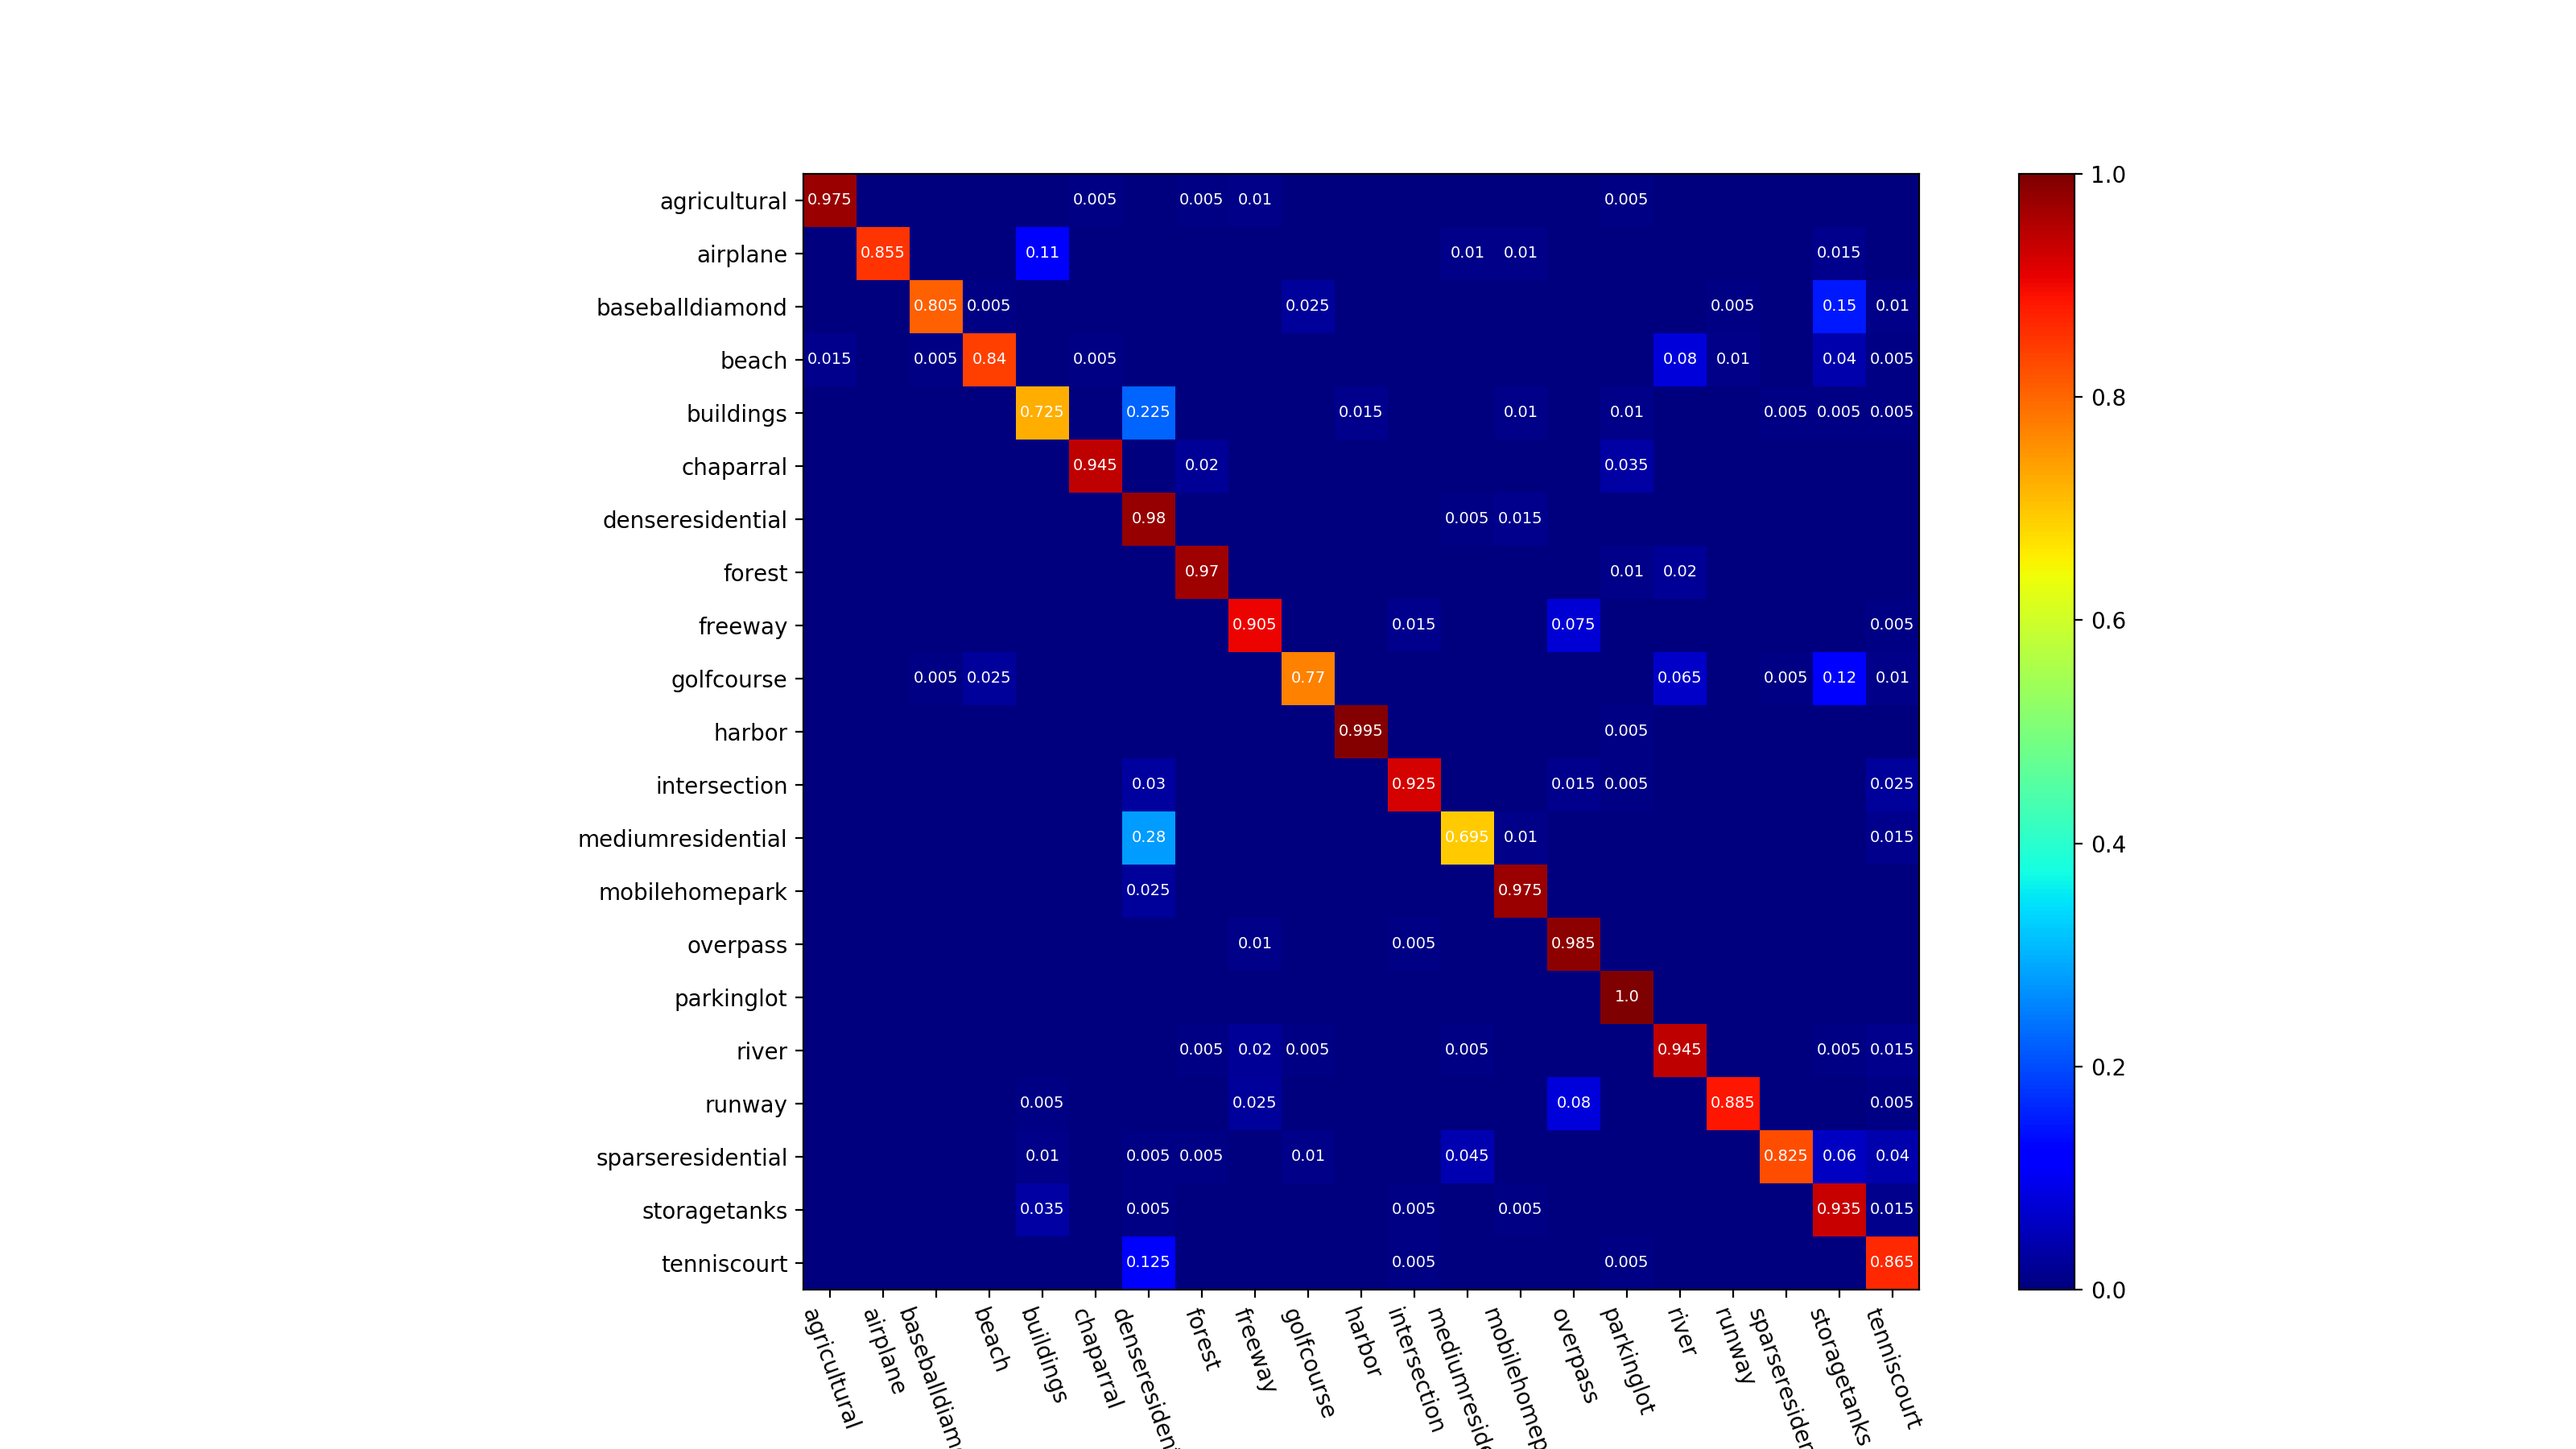 agricultural 0.975 0.005 0.005 0.01 0.005
airplane 0.855 0.11 0.01 0.01 0.015
baseballdiamond 0.805 0.005 0.025 0.005 0.15 0.01
beach 0.015 0.005 0.84 0.005 0.08 0.01 0.04 0.005
buildings 0.725 0.225 0.015 0.01 0.01 0.005 0.005 0.005
chaparral 0.945 0.02 0.035
denseresidential 0.98 0.005 0.015
forest 0.97 0.01 0.02
freeway 0.905 0.015 0.075 0.005
golfcourse 0.005 0.025 0.77 0.065 0.005 0.12 0.01
harbor 0.995 0.005
intersection 0.03 0.925 0.015 0.005 0.025
mediumresidential 0.28 0.695 0.01 0.015
mobilehomepark 0.025 0.975
overpass 0.01 0.005 0.985
parkinglot 1.0
river 0.005 0.02 0.005 0.005 0.945 0.005 0.015
runway 0.005 0.025 0.08 0.885 0.005
sparseresidential 0.01 0.005 0.005 0.01 0.045 0.825 0.06 0.04
storagetanks 0.035 0.005 0.005 0.005 0.935 0.015
tenniscourt 0.125 0.005 0.005 0.865
agricultural
airplane
baseballdiam
beach
buildings
chaparral
denseresiden
forest
freeway
golfcourse
harbor
intersection
mediumreside
mobilehomep
overpass
parkinglot
river
runway
sparseresiden
storagetanks
tenniscourt
1.0
0.8
0.6
0.4
0.2
0.0